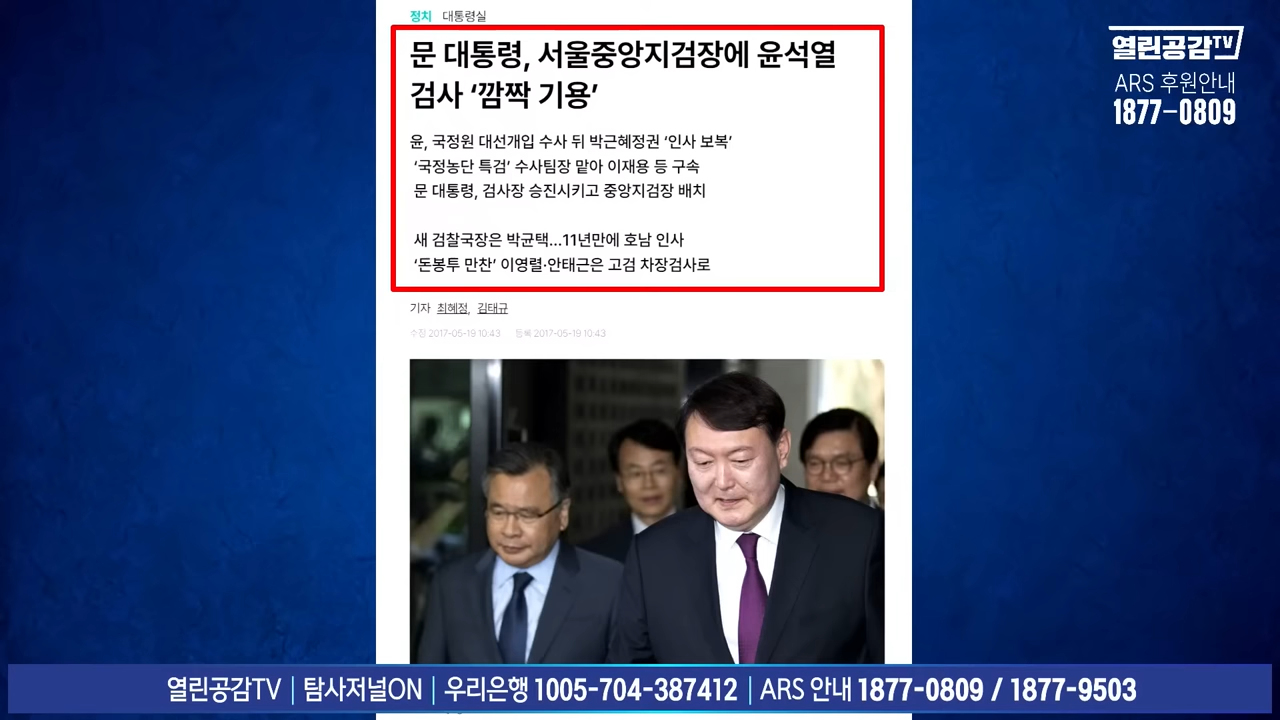 정치 대통령실
문 대통령, 서울중앙지검장에 윤석열
검사 ‘깜짝 기용’
윤, 국정원 대선개입 수사 뒤 박근혜정권 ‘인사 보복’
‘국정농단 특검’ 수사팀장 맡아 이재용 등 구속
문 대통령, 검사장 승진시키고 중앙지검장 배치
새 검찰국장은 박균택...11년만에 호남 인사
‘돈봉투 만찬’ 이영렬·안태근은 고검 차장검사로
기자 최혜정, 김태규
수정 2017-05-19 10:43 등록 2017-05-19 10:43
열린공감TV
ARS 후원안내
1877-0809
열린공감TV | 탐사저널ON | 우리은행 1005-704-387412 | ARS 안내 1877-0809 / 1877-9503